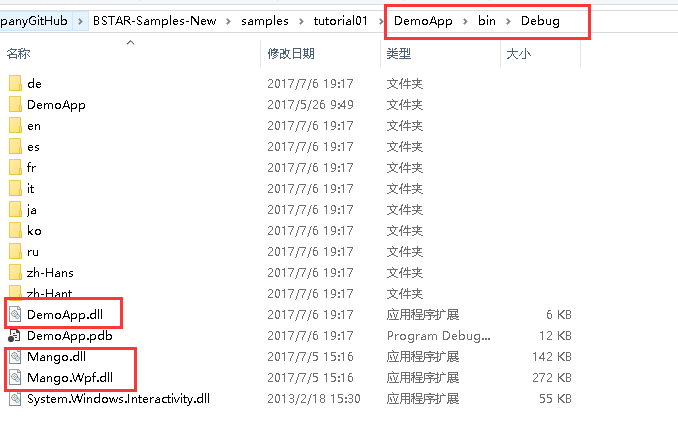 panyGitHub > BSTAR-Samples-New > samples > tutorial01 > DemoApp > bin > Debug
名称 修改日期 类型 大小
de 2017/7/6 19:17 文件夹
DemoApp 2017/5/26 9:49 文件夹
en 2017/7/6 19:17 文件夹
es 2017/7/6 19:17 文件夹
fr 2017/7/6 19:17 文件夹
it 2017/7/6 19:17 文件夹
ja 2017/7/6 19:17 文件夹
ko 2017/7/6 19:17 文件夹
ru 2017/7/6 19:17 文件夹
zh-Hans 2017/7/6 19:17 文件夹
zh-Hant 2017/7/6 19:17 文件夹
DemoApp.dll 2017/7/6 19:17 应用程序扩展 6 KB
DemoApp.pdb 2017/7/6 19:17 Program Debug... 12 KB
Mango.dll 2017/7/5 15:16 应用程序扩展 142 KB
Mango.Wpf.dll 2017/7/5 15:16 应用程序扩展 272 KB
System.Windows.Interactivity.dll 2013/2/18 15:30 应用程序扩展 55 KB